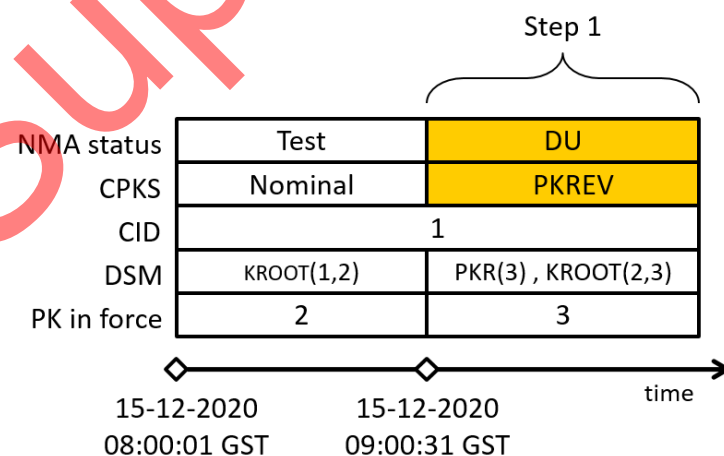 Step 1
NMA status Test DU
CPKS Nominal PKREV
CID 1
DSM KROOT(1,2) PKR(3) , KROOT(2,3)
PK in force 2 3
time
15-12-2020 15-12-2020
08:00:01 GST 09:00:31 GST